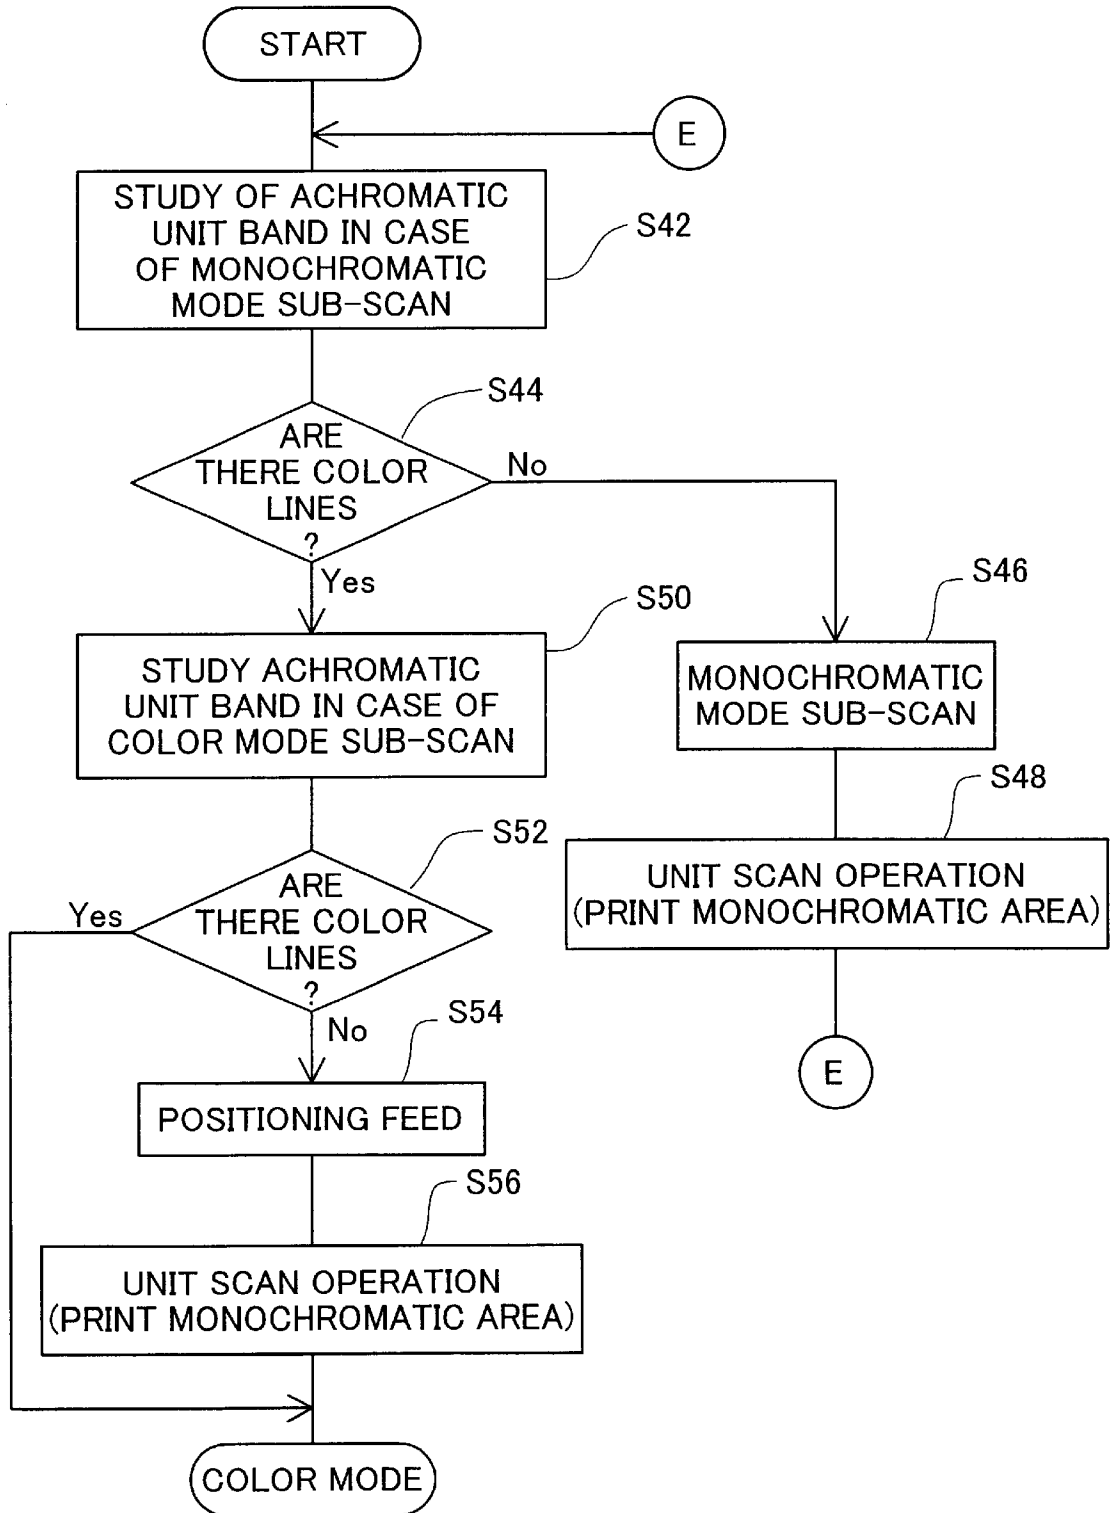 START
E
STUDY OF ACHROMATIC
UNIT BAND IN CASE
OF MONOCHROMATIC
MODE SUB-SCAN
S42
S44
ARE
THERE COLOR
LINES
?
No
Yes
S46
MONOCHROMATIC
MODE SUB-SCAN
S50
STUDY ACHROMATIC
UNIT BAND IN CASE OF
COLOR MODE SUB-SCAN
S48
UNIT SCAN OPERATION
(PRINT MONOCHROMATIC AREA)
E
S52
ARE
THERE COLOR
LINES
?
Yes
No
S54
POSITIONING FEED
S56
UNIT SCAN OPERATION
(PRINT MONOCHROMATIC AREA)
COLOR MODE